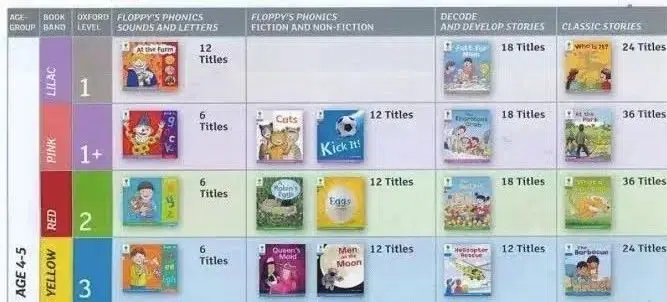 AGE-
GROUP
BOOK
BAND
OXFORD
LEVEL
FLOPPY'S PHONICS
SOUNDS AND LETTERS
FLOPPY'S PHONICS
FICTION AND NON-FICTION
DECODE
AND DEVELOP STORIES
CLASSIC STORIES
LILAC
1
At the Farm
12
Titles
18 Titles
Who Is It?
24 Titles
PINK
1+
6
Titles
Cats
Kick It!
12 Titles
18 Titles
At the
Park
36 Titles
RED
2
6
Titles
Eggs
12 Titles
18 Titles
What a
36 Titles
AGE 4-5
YELLOW
3
6
Titles
Queen's
Maid
Men
on the
Moon
12 Titles
Helicopter
Rescue
12 Titles
The
Barbecue
24 Titles